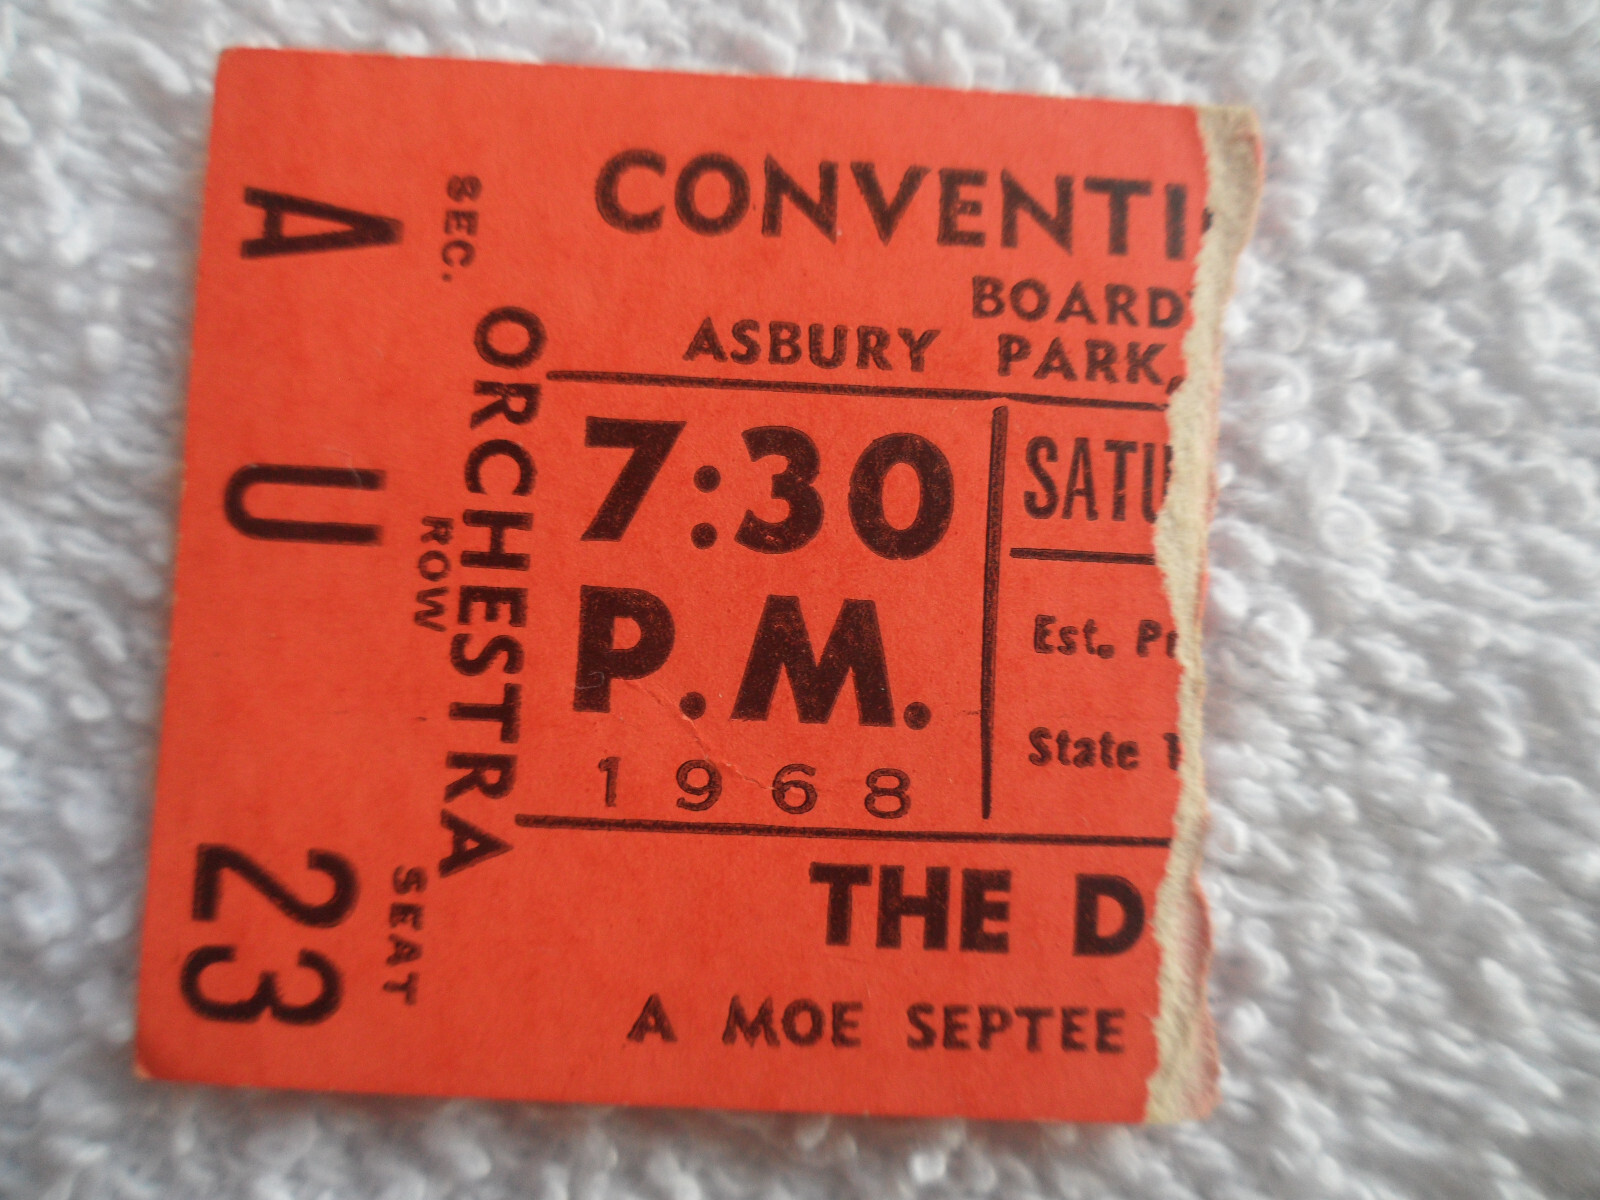 CONVENTI
BOARD
ASBURY PARK,
7:30
P.M.
1968
SATU
Est. Pr
State T
THE D
A MOE SEPTEE
ORCHESTRA
SEC. ROW SEAT
A U 23